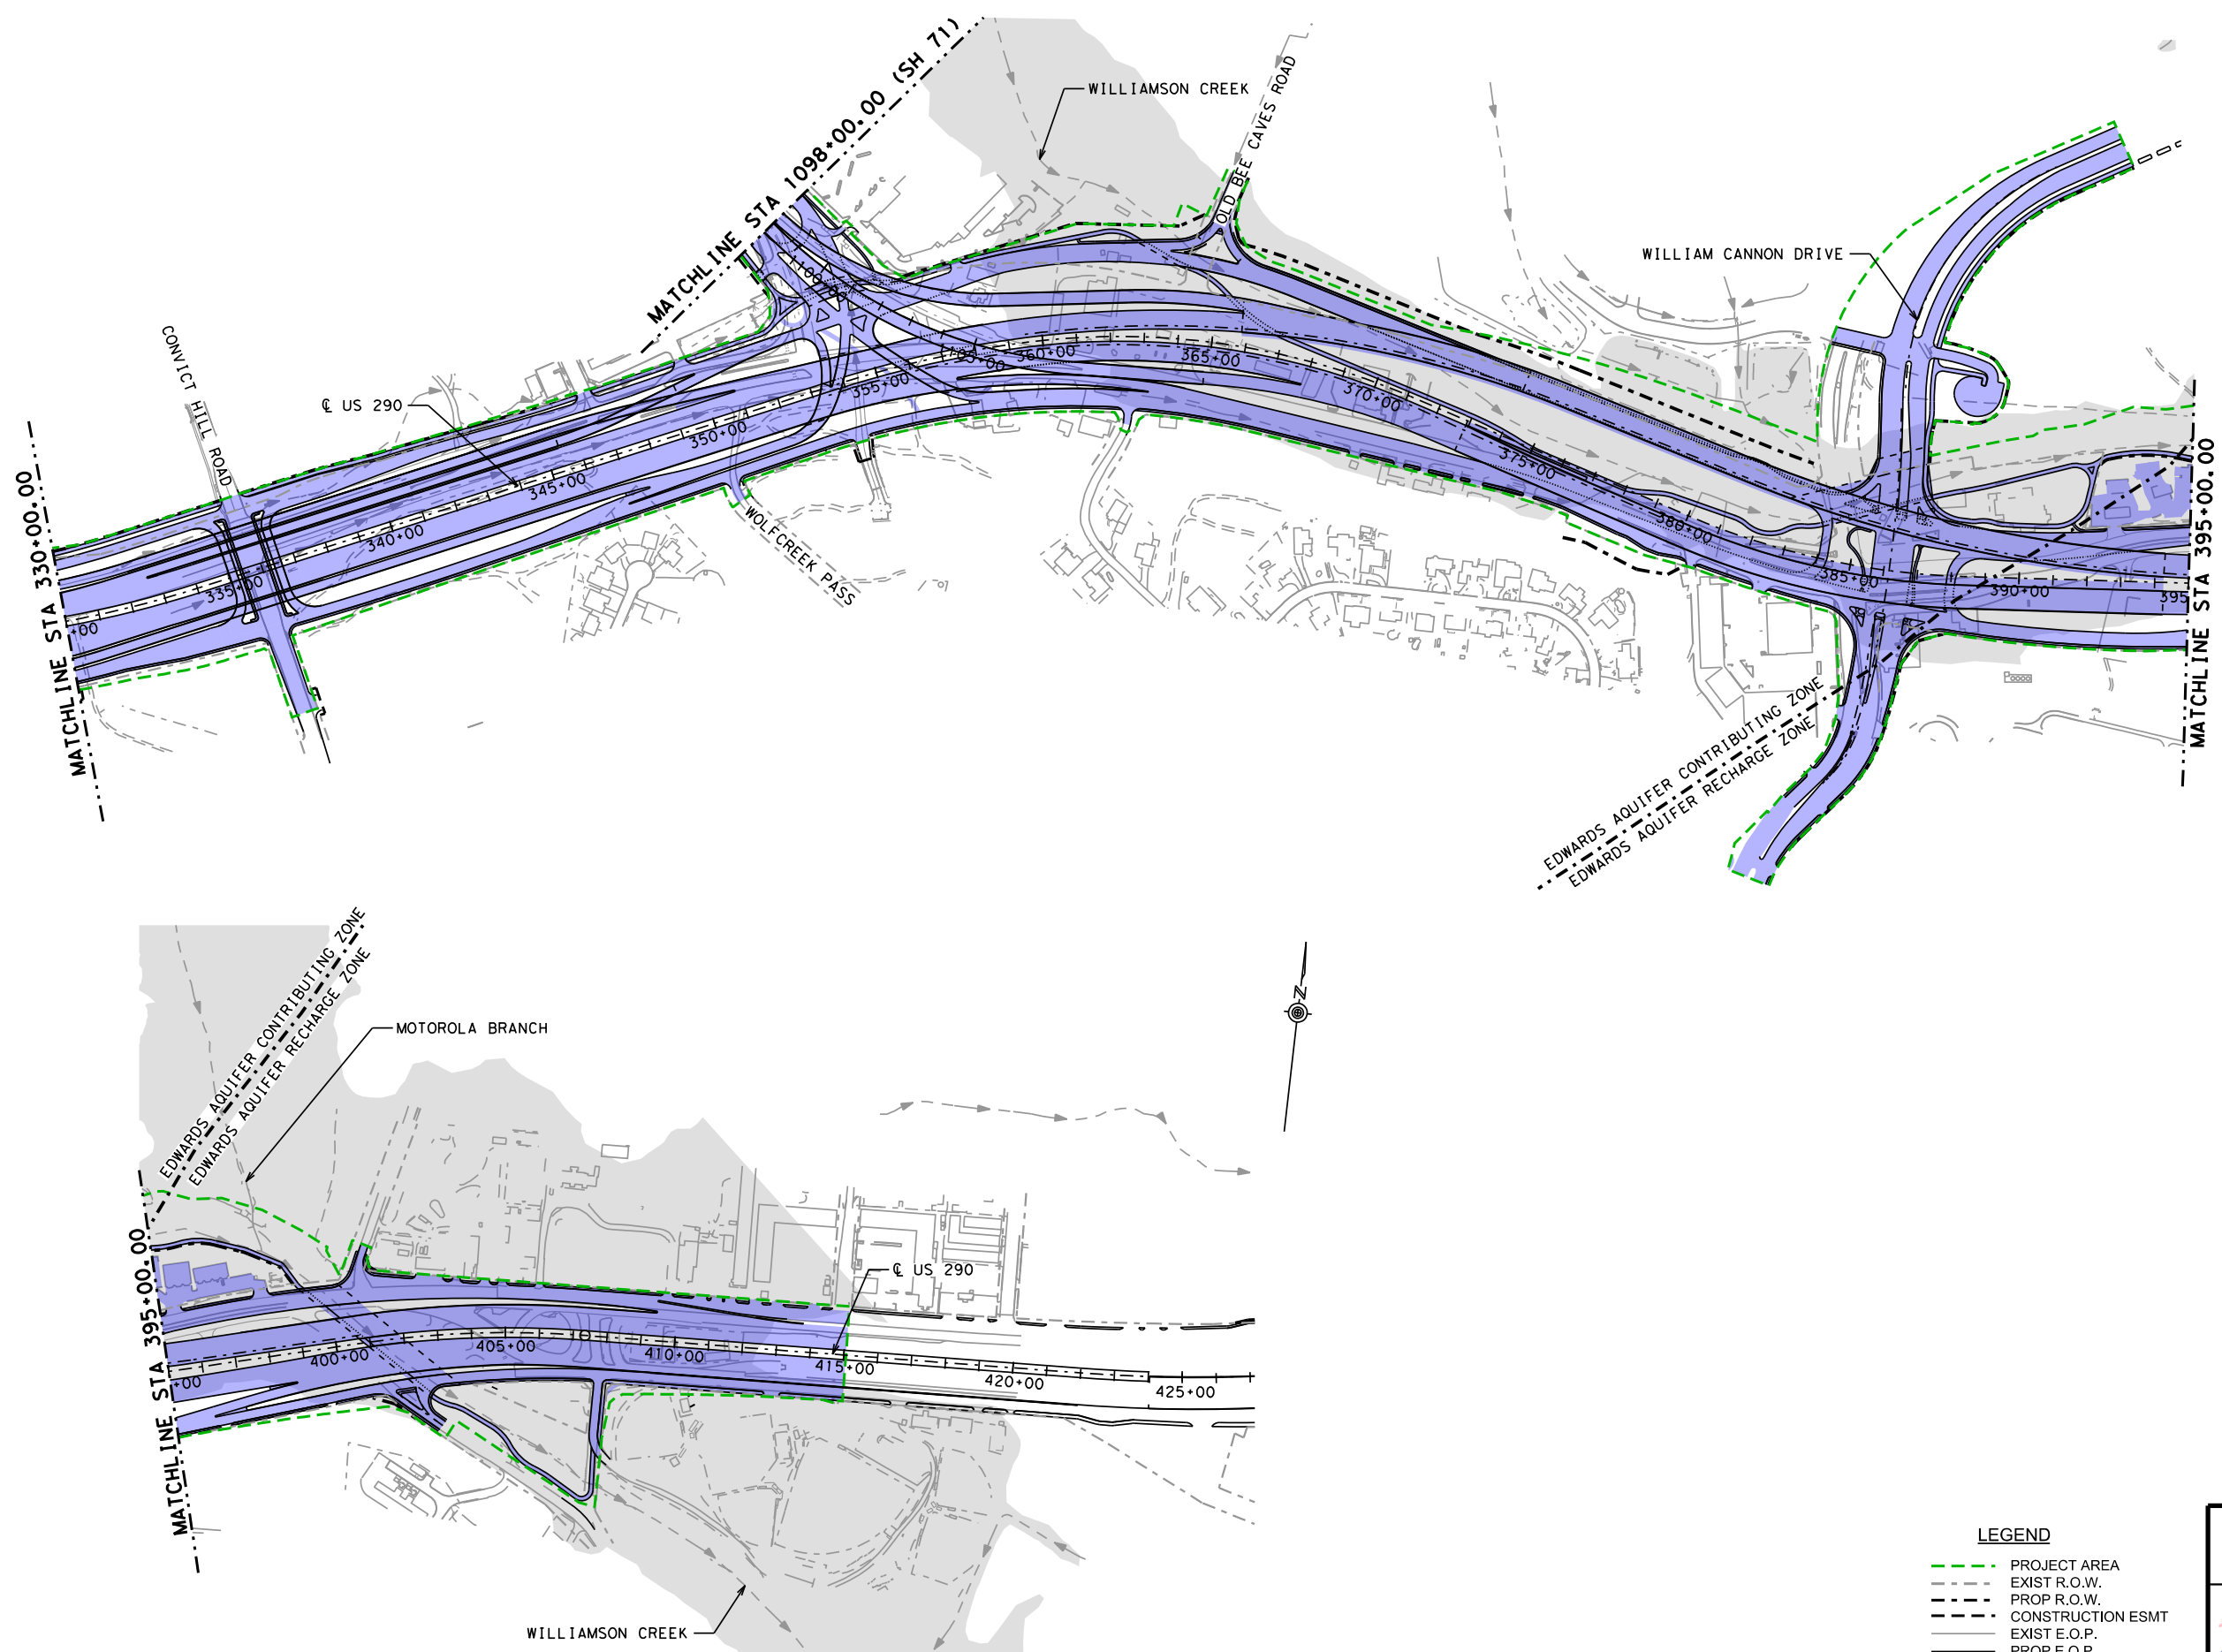 MATCHLINE STA 1098+00.00 (SH 71)
WILLIAMSON CREEK
OLD BEE CAVES ROAD
WILLIAM CANNON DRIVE
CONVICT HILL ROAD
℄ US 290
MATCHLINE STA 330+00.00
+00
335+00
340+00
345+00
350+00
355+00
360+00
365+00
370+00
375+00
380+00
385+00
390+00
395
WOLFCREEK PASS
MATCHLINE STA 395+00.00
EDWARDS AQUIFER CONTRIBUTING ZONE
EDWARDS AQUIFER RECHARGE ZONE
EDWARDS AQUIFER CONTRIBUTING ZONE
EDWARDS AQUIFER RECHARGE ZONE
MOTOROLA BRANCH
N
MATCHLINE STA 395+00.00
℄ US 290
+00
400+00
405+00
410+00
415+00
420+00
425+00
WILLIAMSON CREEK
LEGEND
PROJECT AREA
EXIST R.O.W.
PROP R.O.W.
CONSTRUCTION ESMT
EXIST E.O.P.
PROP E.O.P.